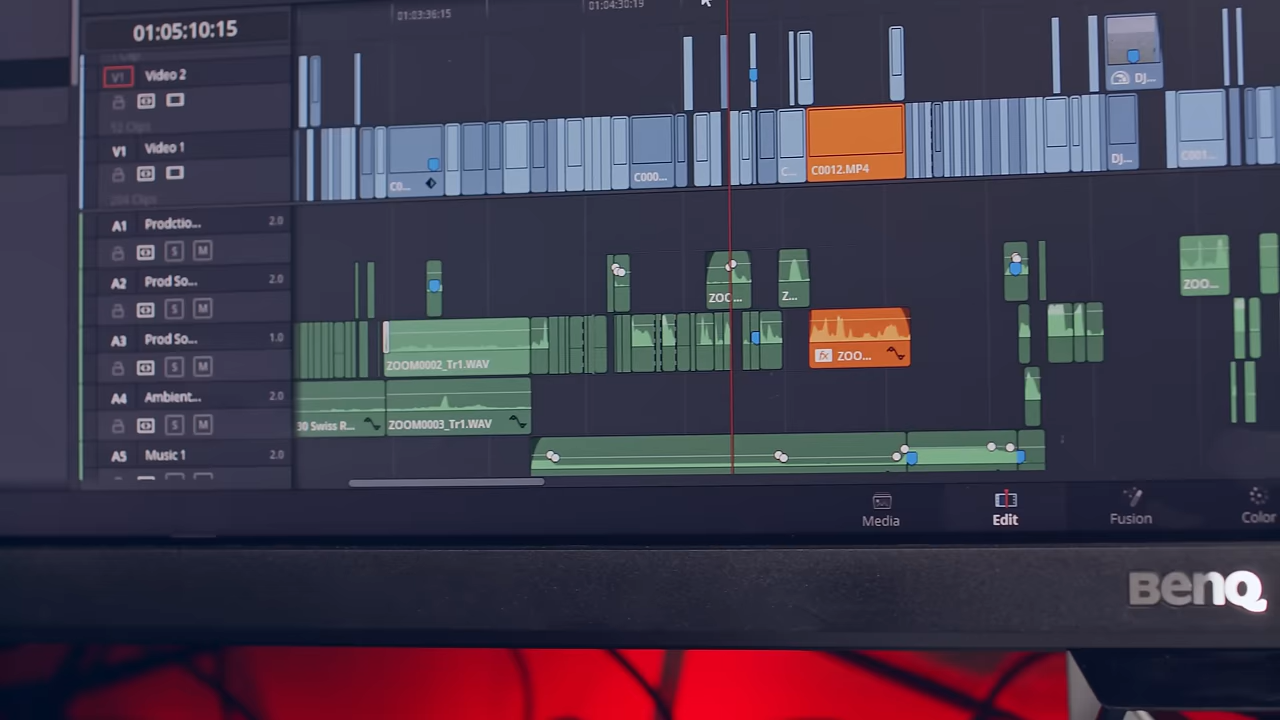 01:05:10:15
01:03:36:15
01:04:30:19
V1 Video 2
DJ...
V1 Video 1
C0...
C000...
C...
C0012.MP4
DJ...
C001...
A1 Prodctio... 2.0
S M
ZOO...
Z...
ZOO...
A2 Prod So... 2.0
S M
A3 Prod So... 1.0
S M
ZOOM0002_Tr1.WAV
fx ZOO...
A4 Ambient... 2.0
S M
30 Swiss R...
ZOOM0003_Tr1.WAV
A5 Music 1 2.0
Media
Edit
Fusion
Color
BenQ